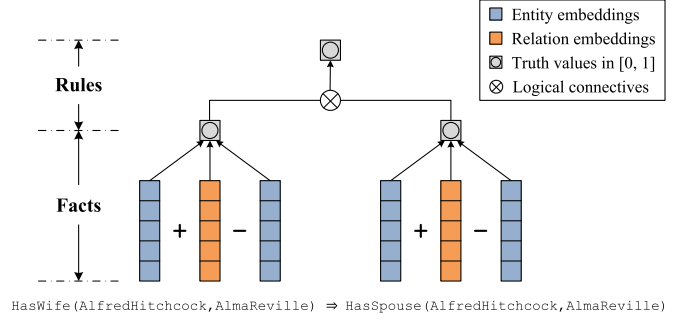 Entity embeddings
Relation embeddings
Truth values in [0, 1]
Logical connectives
Rules
Facts
+ − + −
HasWife(AlfredHitchcock,AlmaReville) ⇒ HasSpouse(AlfredHitchcock,AlmaReville)